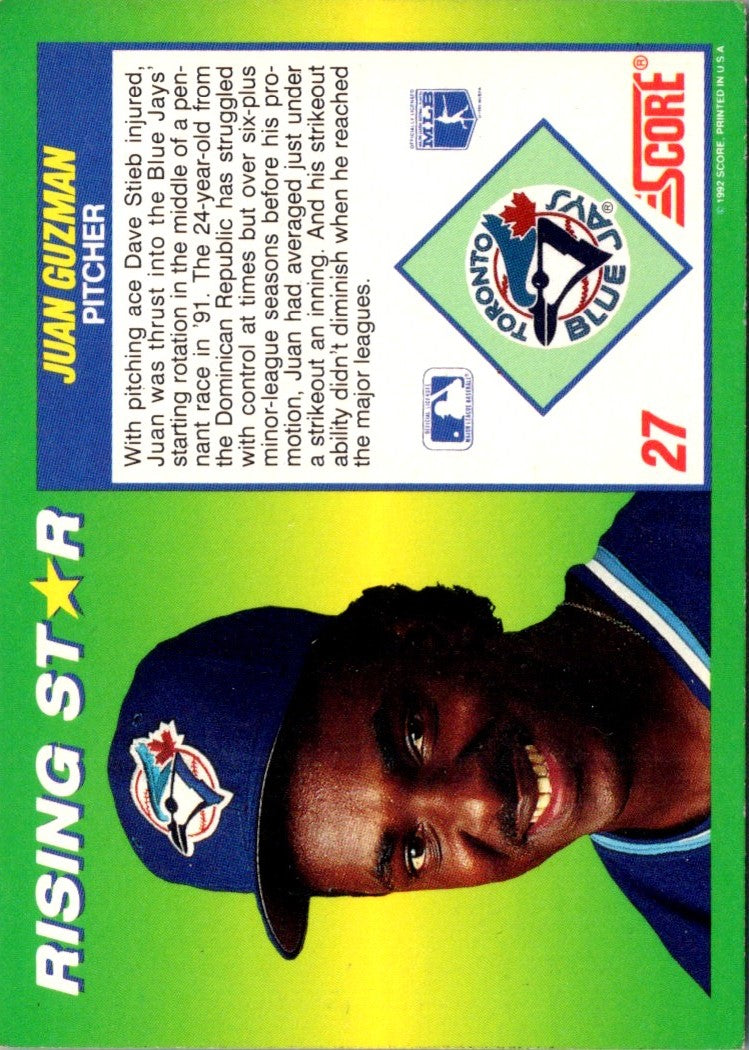 RISING ST★R
JUAN GUZMAN
PITCHER
With pitching ace Dave Stieb injured,
Juan was thrust into the Blue Jays'
starting rotation in the middle of a pen-
nant race in '91. The 24-year-old from
the Dominican Republic has struggled
with control at times but over six-plus
minor-league seasons before his pro-
motion, Juan had averaged just under
a strikeout an inning. And his strikeout
ability didn't diminish when he reached
the major leagues.
OFFICIALLY LICENSED
MLB
TORONTO
BLUE JAYS®
27
SCORE®
© 1992 SCORE, PRINTED IN U.S.A.